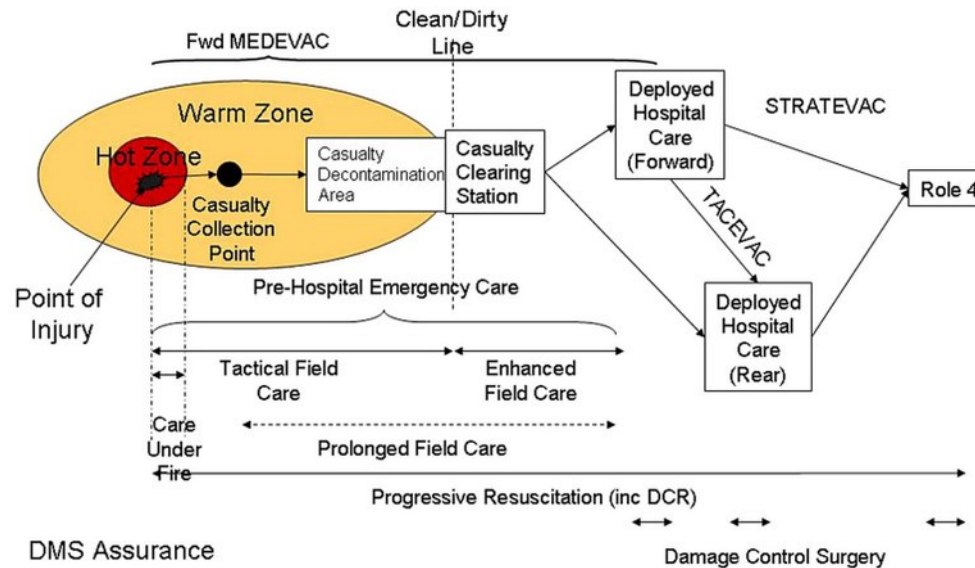 Clean/Dirty
Line
Fwd MEDEVAC
Warm Zone
Hot Zone
Casualty
Collection
Point
Casualty
Decontamination
Area
Casualty
Clearing
Station
Deployed
Hospital
Care
(Forward)
STRATEVAC
TACEVAC
Role 4
Deployed
Hospital
Care
(Rear)
Point of
Injury
Pre-Hospital Emergency Care
Tactical Field
Care
Enhanced
Field Care
Care
Under
Fire
Prolonged Field Care
Progressive Resuscitation (inc DCR)
Damage Control Surgery
DMS Assurance